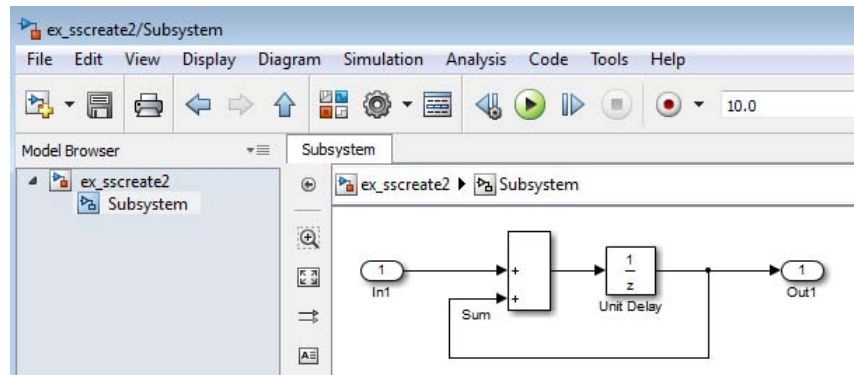 ex_sscreate2/Subsystem
File Edit View Display Diagram Simulation Analysis Code Tools Help
10.0
Model Browser
Subsystem
ex_sscreate2
Subsystem
ex_sscreate2 Subsystem
1
In1
+
+
Sum
1
z
Unit Delay
1
Out1